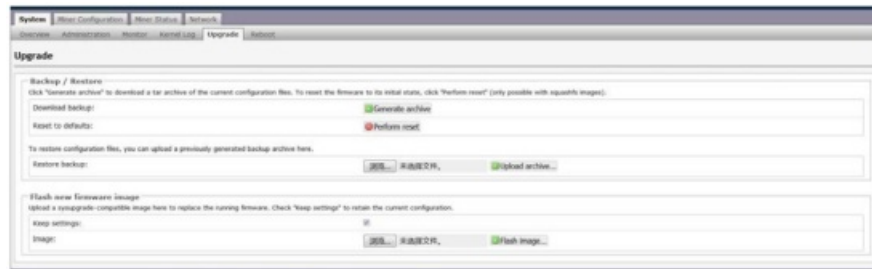 System Miner Configuration Miner Status Network
Overview Administration Monitor Kernel Log Upgrade Reboot
Upgrade
Backup / Restore
Click "Generate archive" to download a tar archive of the current configuration files. To reset the firmware to its initial state, click "Perform reset" (only possible with squashfs images).
Download backup: Generate archive
Reset to defaults: Perform reset
To restore configuration files, you can upload a previously generated backup archive here.
Restore backup: 浏览... 未选择文件。 Upload archive...
Flash new firmware image
Upload a sysupgrade-compatible image here to replace the running firmware. Check "Keep settings" to retain the current configuration.
Keep settings:
Image: 浏览... 未选择文件。 Flash image...